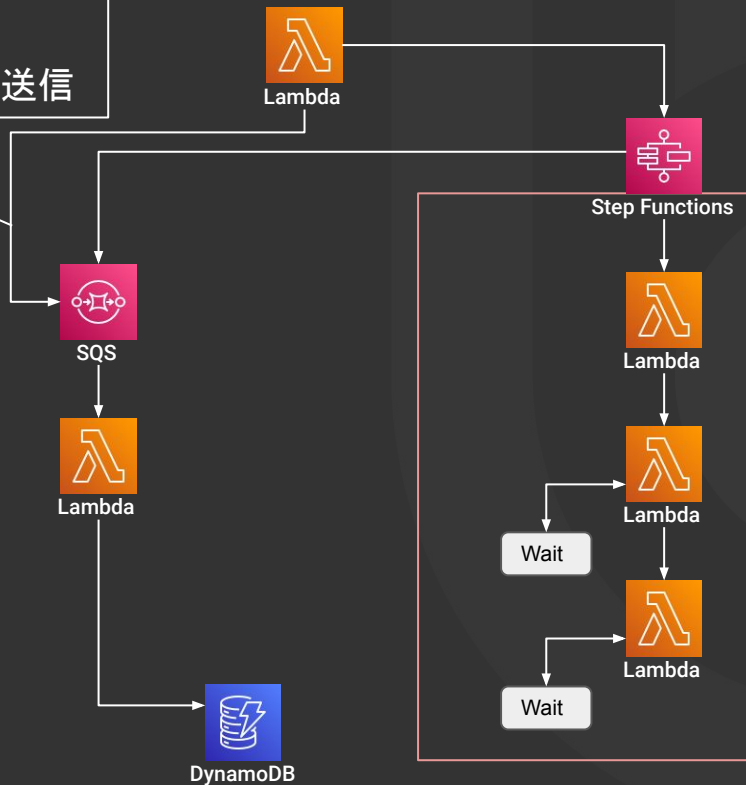 送信
Lambda
Step Functions
SQS
Lambda
Lambda
Lambda
Wait
Lambda
Wait
DynamoDB